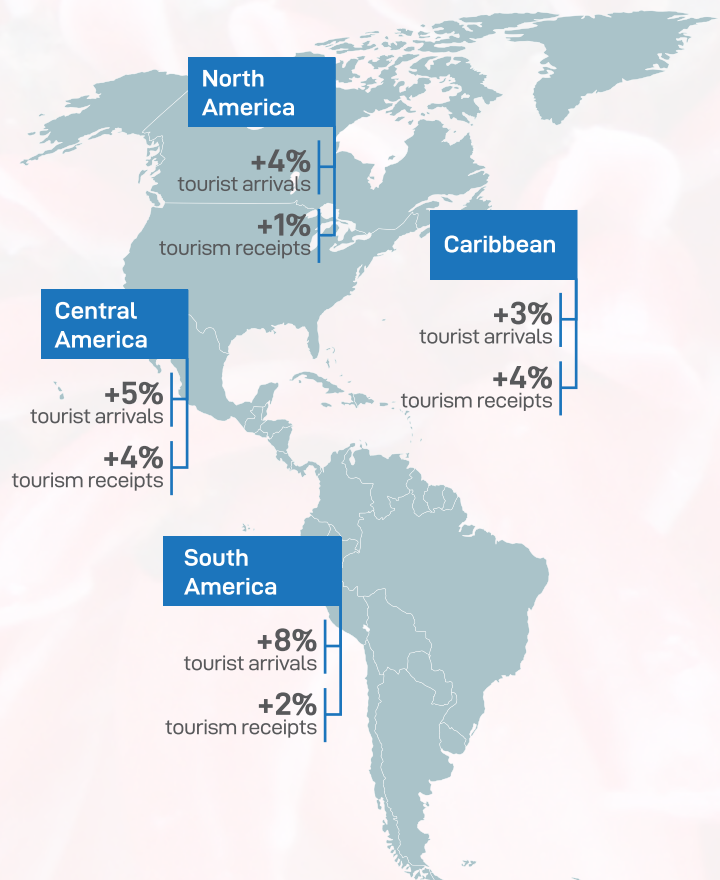 North
America
+4%
tourist arrivals
+1%
tourism receipts
Caribbean
+3%
tourist arrivals
+4%
tourism receipts
Central
America
+5%
tourist arrivals
+4%
tourism receipts
South
America
+8%
tourist arrivals
+2%
tourism receipts